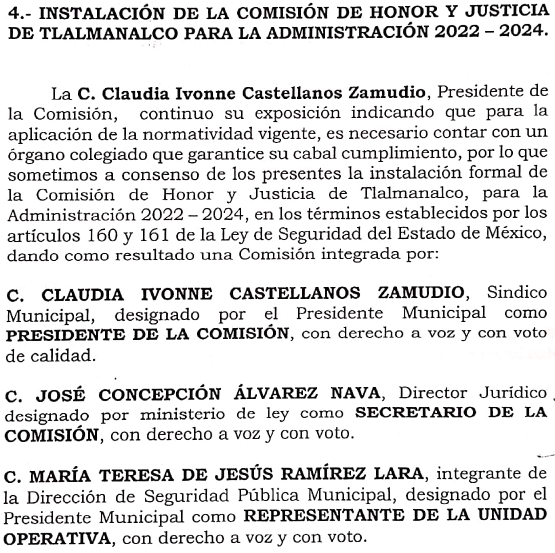 4.- INSTALACIÓN DE LA COMISIÓN DE HONOR Y JUSTICIA
DE TLALMANALCO PARA LA ADMINISTRACIÓN 2022 – 2024.
La C. Claudia Ivonne Castellanos Zamudio, Presidente de
la Comisión, continuo su exposición indicando que para la
aplicación de la normatividad vigente, es necesario contar con un
órgano colegiado que garantice su cabal cumplimiento, por lo que
sometimos a consenso de los presentes la instalación formal de
la Comisión de Honor y Justicia de Tlalmanalco, para la
Administración 2022 – 2024, en los términos establecidos por los
artículos 160 y 161 de la Ley de Seguridad del Estado de México,
dando como resultado una Comisión integrada por:
C. CLAUDIA IVONNE CASTELLANOS ZAMUDIO, Sindico
Municipal, designado por el Presidente Municipal como
PRESIDENTE DE LA COMISIÓN, con derecho a voz y con voto
de calidad.
C. JOSÉ CONCEPCIÓN ÁLVAREZ NAVA, Director Jurídico
designado por ministerio de ley como SECRETARIO DE LA
COMISIÓN, con derecho a voz y con voto.
C. MARÍA TERESA DE JESÚS RAMÍREZ LARA, integrante de
la Dirección de Seguridad Pública Municipal, designado por el
Presidente Municipal como REPRESENTANTE DE LA UNIDAD
OPERATIVA, con derecho a voz y con voto.